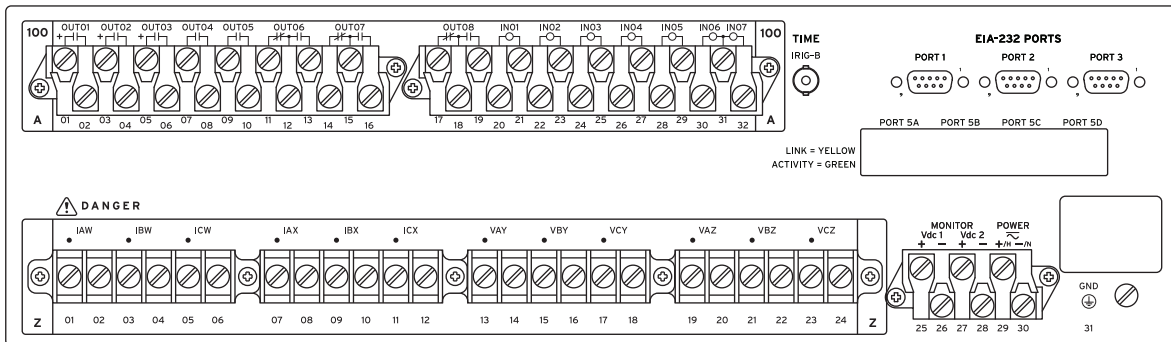 100 OUT01 OUT02 OUT03 OUT04 OUT05 OUT06 OUT07 OUT08 IN01 IN02 IN03 IN04 IN05 IN06 IN07 100
+ + +
A 01 02 03 04 05 06 07 08 09 10 11 12 13 14 15 16 17 18 19 20 21 22 23 24 25 26 27 28 29 30 31 32 A
TIME
IRIG-B
EIA-232 PORTS
PORT 1 PORT 2 PORT 3
1 1 1
9 9 9
PORT 5A PORT 5B PORT 5C PORT 5D
LINK = YELLOW
ACTIVITY = GREEN
DANGER
IAW IBW ICW IAX IBX ICX VAY VBY VCY VAZ VBZ VCZ
Z Z
Z 01 02 03 04 05 06 07 08 09 10 11 12 13 14 15 16 17 18 19 20 21 22 23 24 Z
MONITOR POWER
Vdc 1 Vdc 2
+ − + − +/H −/N
25 26 27 28 29 30
GND
31